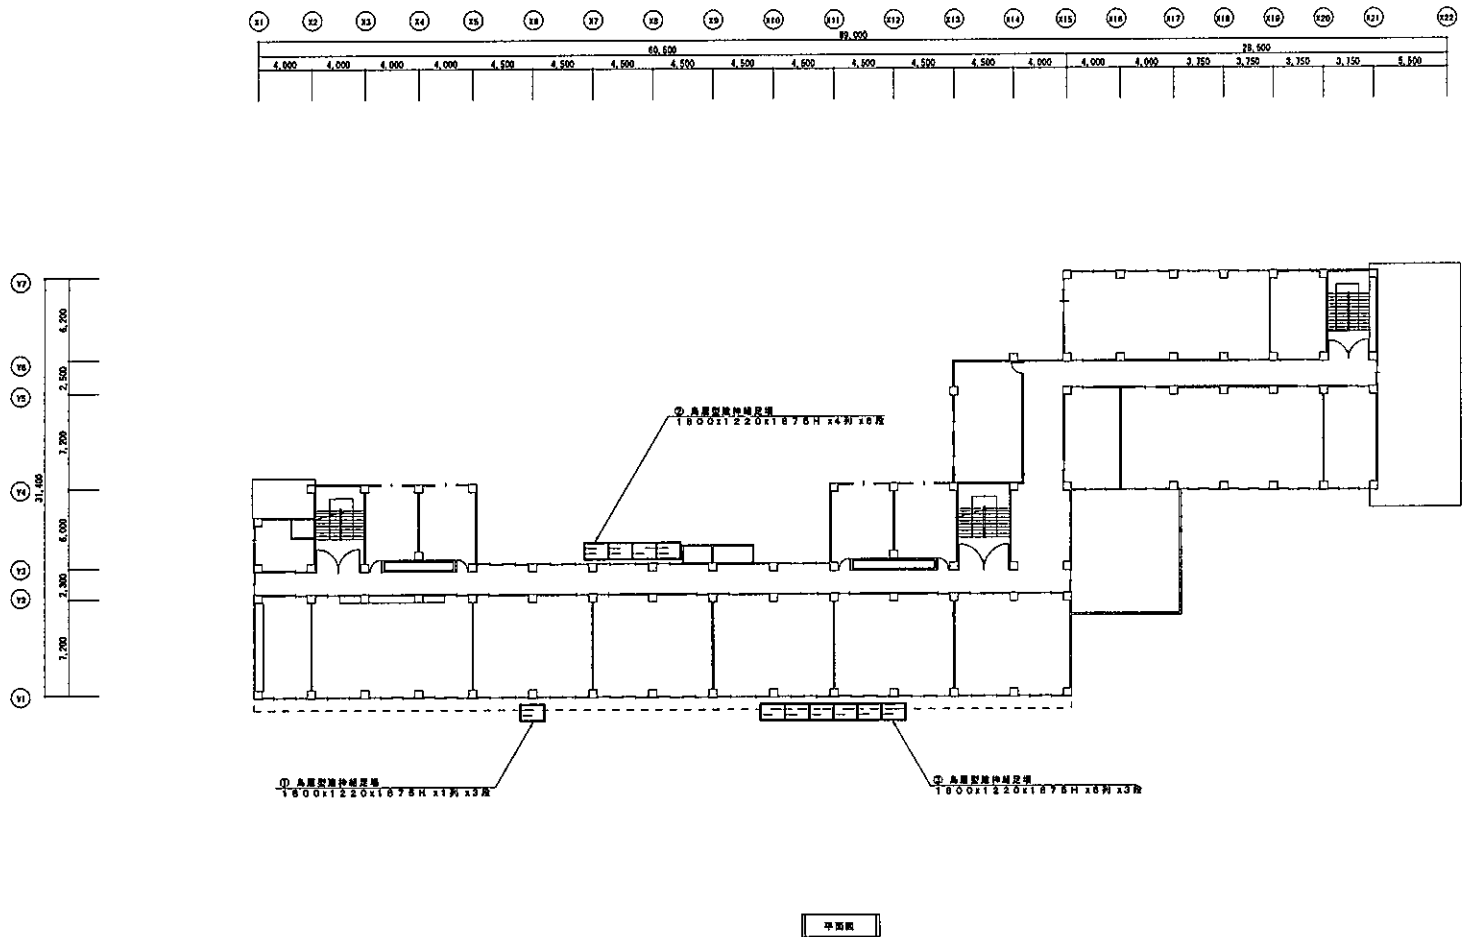 X1 X2 X3 X4 X5 X6 X7 X8 X9 X10 X11 X12 X13 X14 X15 X16 X17 X18 X19 X20 X21 X22
89,000
60,500 28,500
4,000 4,000 4,000 4,000 4,500 4,500 4,500 4,500 4,500 4,500 4,500 4,500 4,500 4,000 4,000 4,000 3,750 3,750 3,750 3,750 5,500
Y7
6,200
Y6
2,500
Y5
7,200
② 鳥居型建枠組足場
1800x1220x1676H x4列 x6段
Y4
31,400
6,000
Y3
2,300
Y2
7,200
Y1
① 鳥居型建枠組足場
1800x1220x1676H x1列 x3段
③ 鳥居型建枠組足場
1800x1220x1676H x6列 x3段
平面図